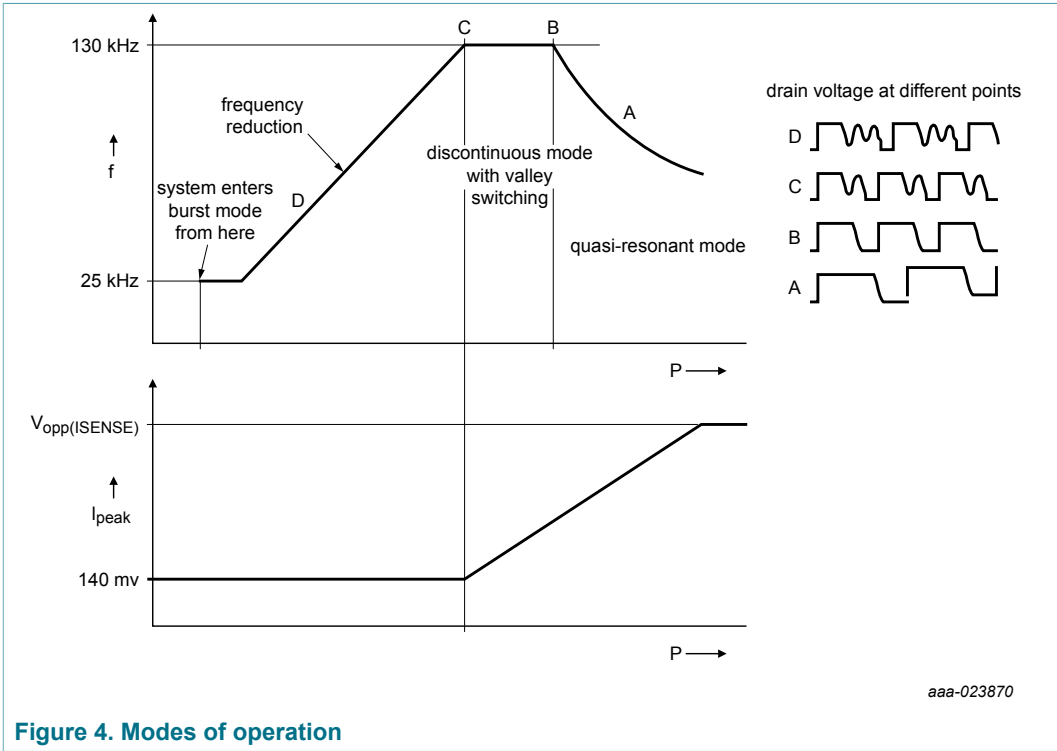 C
B
130 kHz
frequency
reduction
A
drain voltage at different points
D
f
discontinuous mode
with valley
switching
system enters
burst mode
from here
D
C
B
quasi-resonant mode
25 kHz
A
P
Vopp(ISENSE)
Ipeak
140 mv
P
aaa-023870
Figure 4. Modes of operation